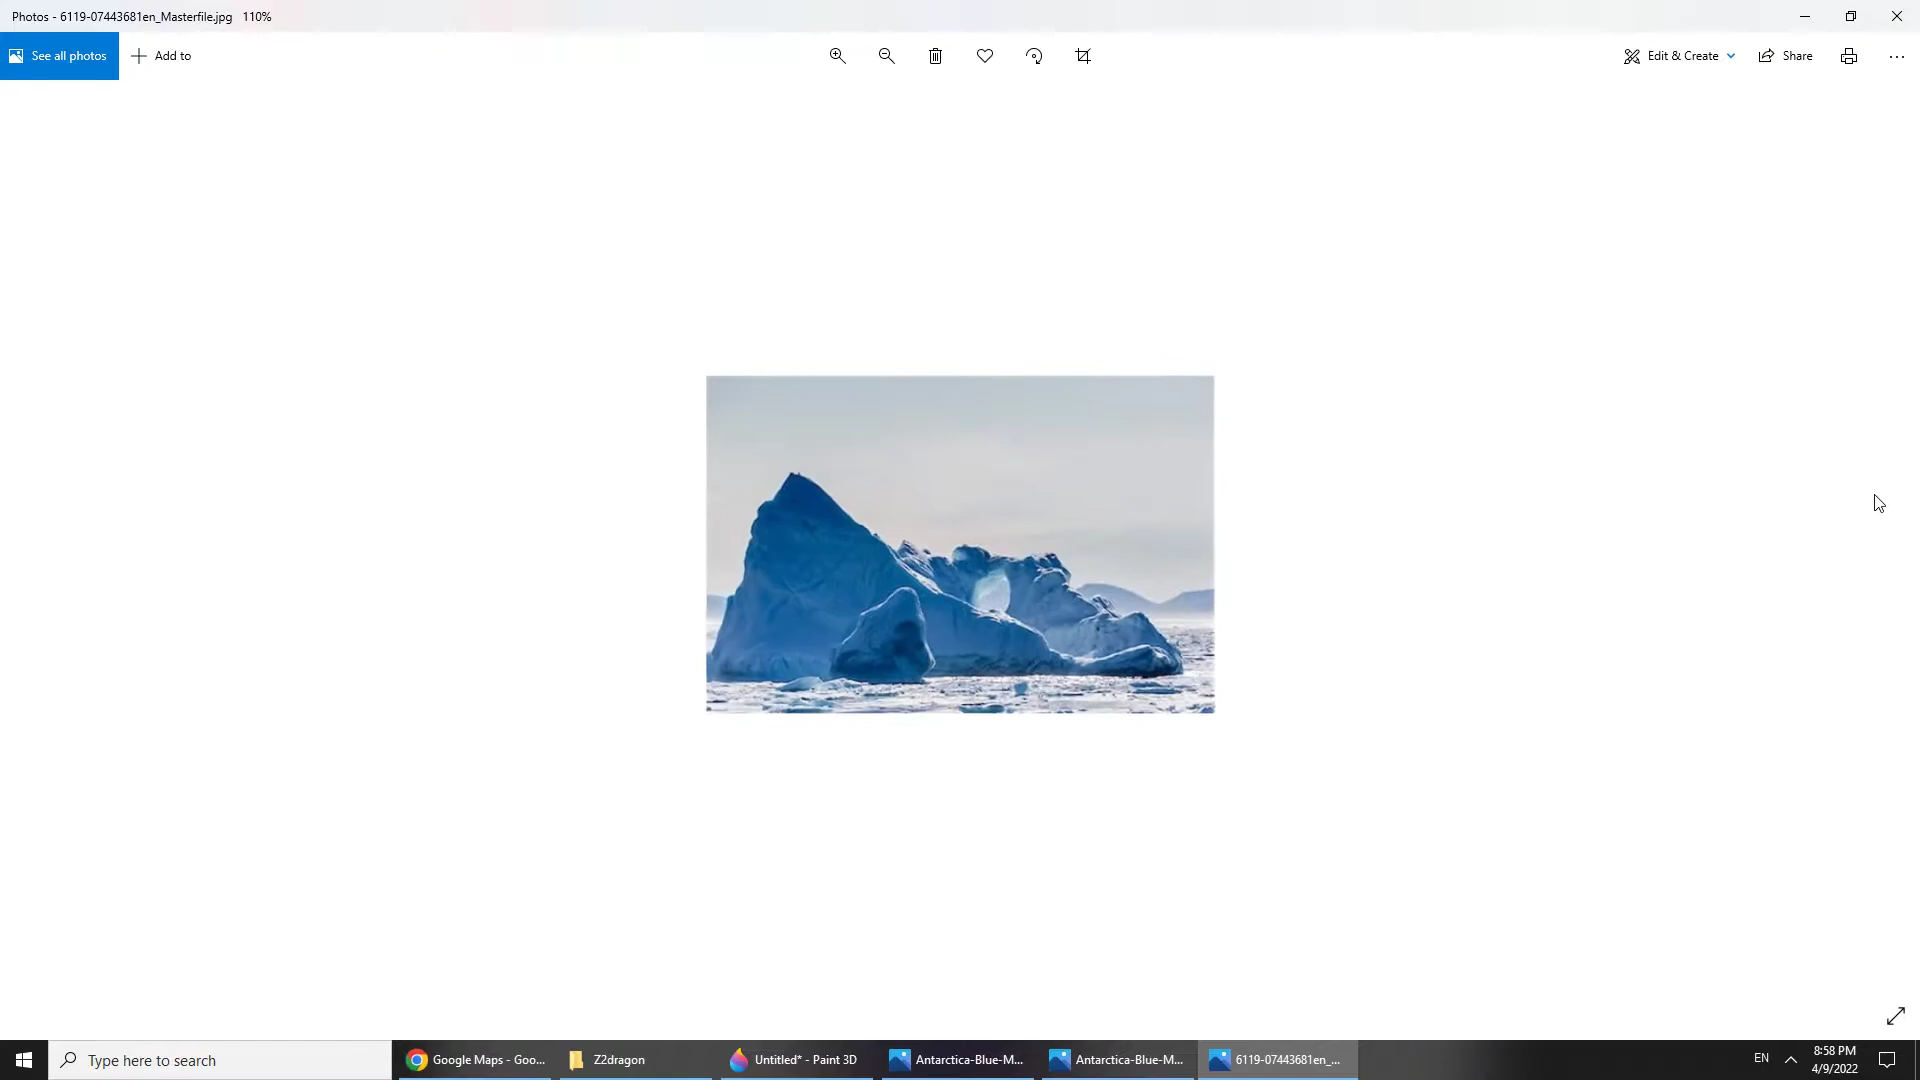 Photos - 6119-07443681en_Masterfile.jpg 110%
See all photos
Add to
Edit & Create
Share
Type here to search
Google Maps - Goo...
Z2dragon
Untitled* - Paint 3D
Antarctica-Blue-M...
Antarctica-Blue-M...
6119-07443681en_...
EN
8:58 PM
4/9/2022